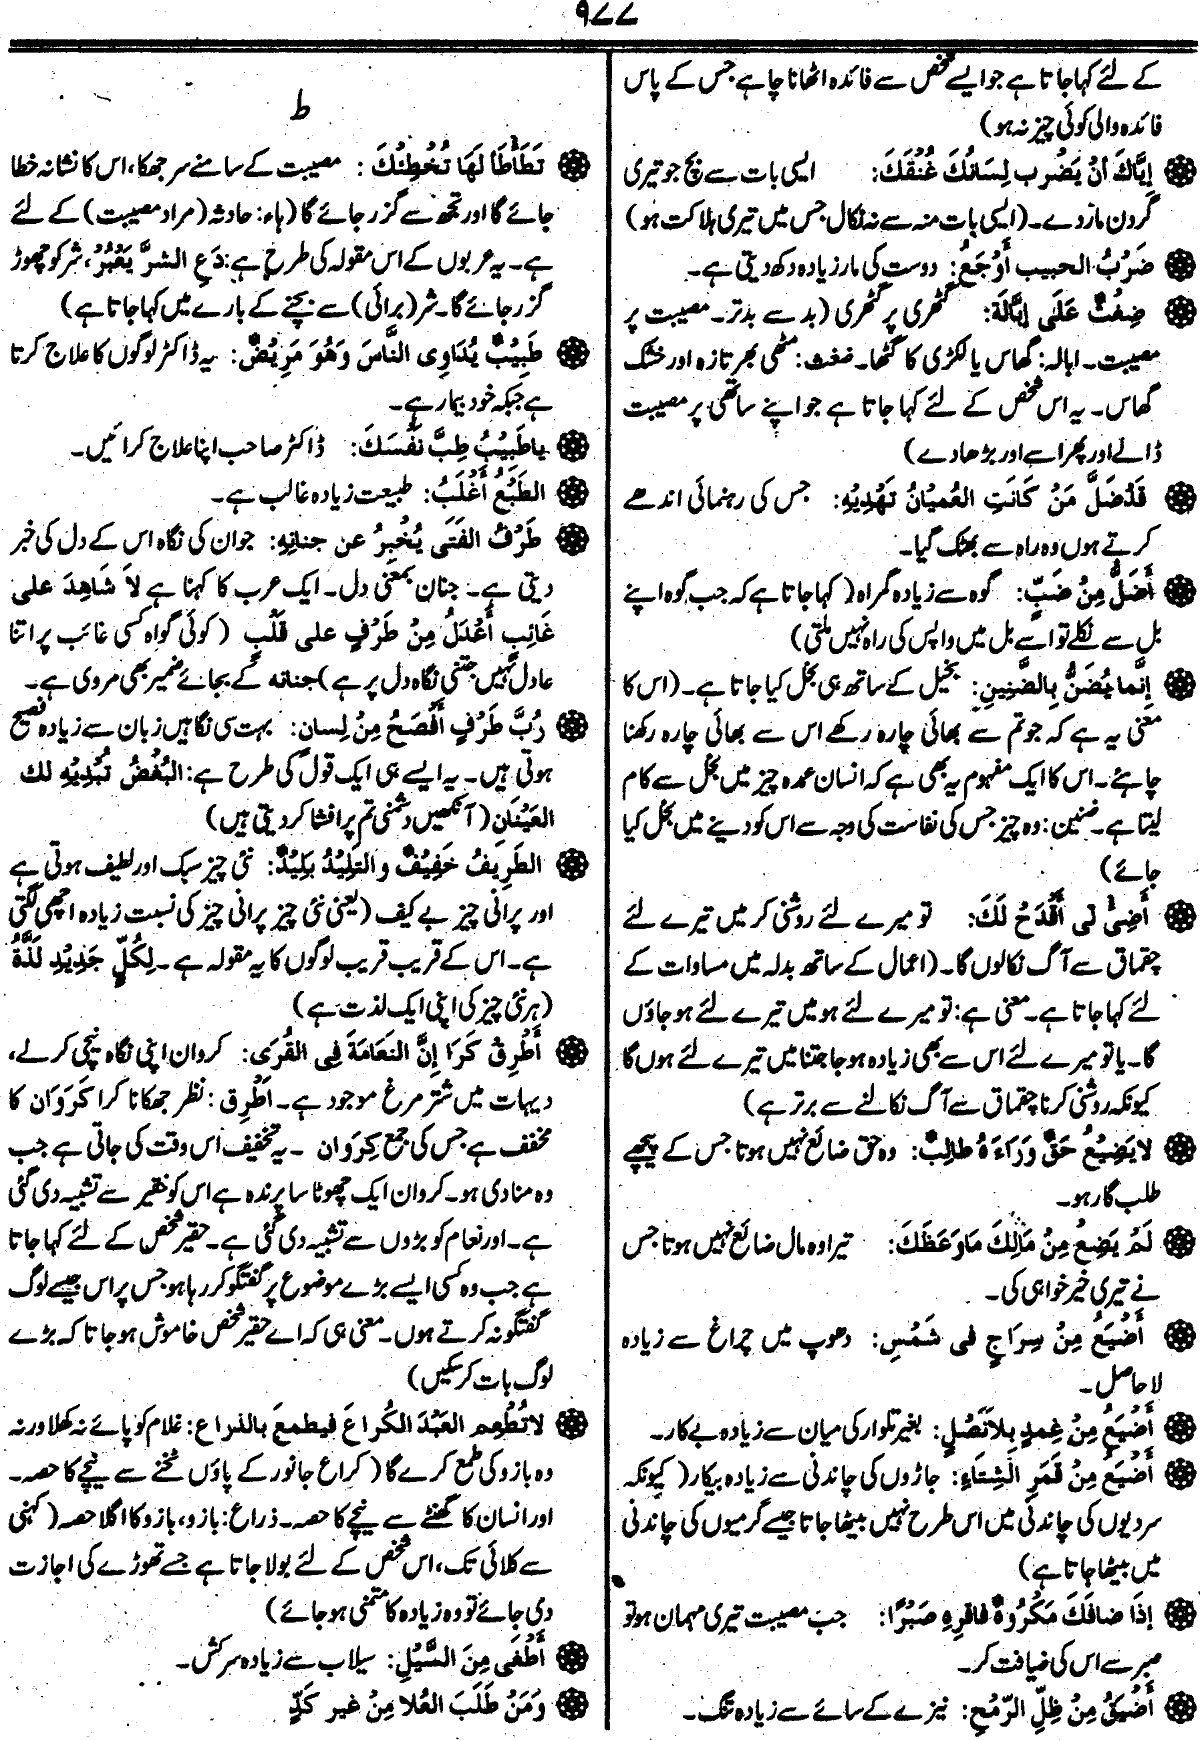 ۹۷۷
کے لئے کہا جاتا ہے جو ایسے شخص سے فائدہ اٹھانا چاہے جس کے پاس
فائدہ والی کوئی چیز نہ ہو)
إِيَّاكَ أَنْ يَضْرِبَ لِسَانُكَ عُنُقَكَ: ایسی بات سے بچ جو تیری
گردن مار دے۔ (ایسی بات منہ سے نہ نکال جس میں تیری ہلاکت ہو)
ضَرْبُ الحبيب أَوْجَعُ: دوست کی مار زیادہ دکھ دیتی ہے۔
ضِغْثٌ عَلَى إِبَّالَة: گٹھری پر گٹھری (بد سے بدتر۔ مصیبت پر
مصیبت۔ ابالہ: گھاس یا لکڑی کا گٹھا۔ ضغث: مٹھی بھر تازہ اور خشک
گھاس۔ یہ اس شخص کے لئے کہا جاتا ہے جو اپنے ساتھی پر مصیبت
ڈالے اور پھر اسے اور بڑھا دے)
قَدْ ضَلَّ مَنْ كَانَتِ العُمْيَانُ تَهْدِيْهِ: جس کی رہنمائی اندھے
کرتے ہوں وہ راہ سے بھٹک گیا۔
أَضَلُّ مِنْ ضَبٍّ: گوہ سے زیادہ گمراہ (کہا جاتا ہے کہ جب گوہ اپنے
بل سے نکلے تو اسے بل میں واپس کی راہ نہیں ملتی)
إِنَّمَا يُضَنُّ بِالضَّنِينِ: بخیل کے ساتھ ہی بخل کیا جاتا ہے۔ (اس کا
معنی یہ ہے کہ جو تم سے بھائی چارہ رکھے اس سے بھائی چارہ رکھنا
چاہئے۔ اس کا ایک مفہوم یہ بھی ہے کہ انسان عمدہ چیز میں بخل سے کام
لیتا ہے۔ ضنین: وہ چیز جس کی نفاست کی وجہ سے اس کو دینے میں بخل کیا
جائے)
أَضِئْ لِي أَقْدَحْ لَكَ: تو میرے لئے روشنی کر میں تیرے لئے
چقماق سے آگ نکالوں گا۔ (اعمال کے ساتھ بدلہ میں مساوات کے
لئے کہا جاتا ہے۔ معنی ہے: تو میرے لئے ہو میں تیرے لئے ہو جاؤں
گا۔ یا تو میرے لئے اس سے بھی زیادہ ہو جا جتنا میں تیرے لئے ہوں گا
کیونکہ روشنی کرنا چقماق سے آگ نکالنے سے برتر ہے)
لا يَضِيْعُ حَقٌّ وَرَاءَهُ طَالِبٌ: وہ حق ضائع نہیں ہوتا جس کے پیچھے
طلب گار ہو۔
لَمْ يَضِعْ مِنْ مَالِكَ مَا وَعَظَكَ: تیرا وہ مال ضائع نہیں ہوتا جس
نے تیری خیر خواہی کی۔
أَضْيَعُ مِنْ سِرَاجٍ فِي شَمْسٍ: دھوپ میں چراغ سے زیادہ
لا حاصل۔
أَضْيَعُ مِنْ غِمدٍ بِلاَنَصْلٍ: بغیر تلوار کی میان سے زیادہ بے کار۔
أَضْيَعُ مِنْ قَمَرِ الشِّتَاءِ: جاڑوں کی چاندنی سے زیادہ بیکار (کیونکہ
سردیوں کی چاندنی میں اس طرح نہیں بیٹھا جاتا جیسے گرمیوں کی چاندنی
میں بیٹھا جاتا ہے)
إِذَا ضَافَكَ مَكْرُوهٌ فَاقْرِهِ صَبْرًا: جب مصیبت تیری مہمان ہو تو
صبر سے اس کی ضیافت کر۔
أَضْيَقُ مِنْ ظِلِّ الرُّمْحِ: نیزے کے سائے سے زیادہ تنگ۔
ط
تَطَأْطَأْ لَهَا تُخْطِئْكَ: مصیبت کے سامنے سر جھکا، اس کا نشانہ خطا
جائے گا اور تجھ سے گزر جائے گا (ہاء: حادثہ (مراد مصیبت) کے لئے
ہے۔ یہ عربوں کے اس مقولہ کی طرح ہے: دَعِ الشرَّ يَعْبُرْ، شر کو چھوڑ
گزر جائے گا۔ شر (برائی) سے بچنے کے بارے میں کہا جاتا ہے)
طَبِيْبٌ يُدَاوِي النَّاسَ وَهُوَ مَرِيْضٌ: یہ ڈاکٹر لوگوں کا علاج کرتا
ہے جبکہ خود بیمار ہے۔
ياطَبِيْبُ طِبَّ نَفْسَكَ: ڈاکٹر صاحب اپنا علاج کرائیں۔
الطَبْعُ أَغْلَبُ: طبیعت زیادہ غالب ہے۔
طَرْفُ الفَتَى يُخْبِرُ عن جنانِهِ: جوان کی نگاہ اس کے دل کی خبر
دیتی ہے۔ جنان بمعنی دل۔ ایک عرب کا کہنا ہے لاَ شَاهِدَ على
غَائِبٍ أَعْدَلُ مِنْ طَرْفٍ على قَلْبٍ (کوئی گواہ کسی غائب پر اتنا
عادل نہیں جتنی نگاہ دل پر ہے) جنانه کے بجائے ضمیر بھی مروی ہے۔
رُبَّ طَرْفٍ أَفْصَحُ مِنْ لِسان: بہت سی نگاہیں زبان سے زیادہ فصیح
ہوتی ہیں۔ یہ ایسے ہی ایک قول کی طرح ہے: البُغْضُ تُبْدِيْهِ لك
العَيْنَانِ (آنکھیں دشمنی تم پر افشا کر دیتی ہیں)
الطَرِيفُ خَفِيْفٌ والتَلِيْدُ بَلِيْدٌ: نئی چیز سبک اور لطیف ہوتی ہے
اور پرانی چیز بے کیف (یعنی نئی چیز پرانی چیز کی نسبت زیادہ اچھی لگتی
ہے۔ اس کے قریب قریب لوگوں کا یہ مقولہ ہے۔ لِكُلِّ جَدِيْدٍ لَذَّةٌ
(ہر نئی چیز کی اپنی ایک لذت ہے)
أَطْرِقْ كَرَا إِنَّ النَعَامَةَ فِي القُرَى: کروان اپنی نگاہ نیچی کر لے،
دیہات میں شتر مرغ موجود ہے۔ اَطْرِق: نظر جھکانا کرا کَرَوَان کا
مخفف ہے جس کی جمع کِروَان ۔ یہ تخفیف اس وقت کی جاتی ہے جب
وہ منادی ہو۔ کروان ایک چھوٹا سا پرندہ ہے اس کو حقیر سے تشبیہ دی گئی
ہے۔ اور نعام کو بڑوں سے تشبیہ دی گئی ہے۔ حقیر شخص کے لئے کہا جاتا
ہے جب وہ کسی ایسے بڑے موضوع پر گفتگو کر رہا ہو جس پر اس جیسے لوگ
گفتگو نہ کرتے ہوں۔ معنی ہی کہ اے حقیر شخص خاموش ہو جا تا کہ بڑے
لوگ بات کر سکیں)
لا تُطْعِمِ العَبْدَ الكُراعَ فيطمعَ بالذراع: غلام کو پائے نہ کھلا ورنہ
وہ بازو کی طمع کرے گا (کراع جانور کے پاؤں ٹخنے سے نیچے کا حصہ۔
اور انسان کا گھٹنے سے نیچے کا حصہ۔ ذراع: بازو، بازو کا اگلا حصہ (کہنی
سے کلائی تک، اس شخص کے لئے بولا جاتا ہے جسے تھوڑے کی اجازت
دی جائے تو وہ زیادہ کا متمنی ہو جائے)
أَطْغَى مِنَ السَّيْلِ: سیلاب سے زیادہ سرکش۔
وَمَنْ طَلَبَ العُلا مِنْ غير كَدٍّ